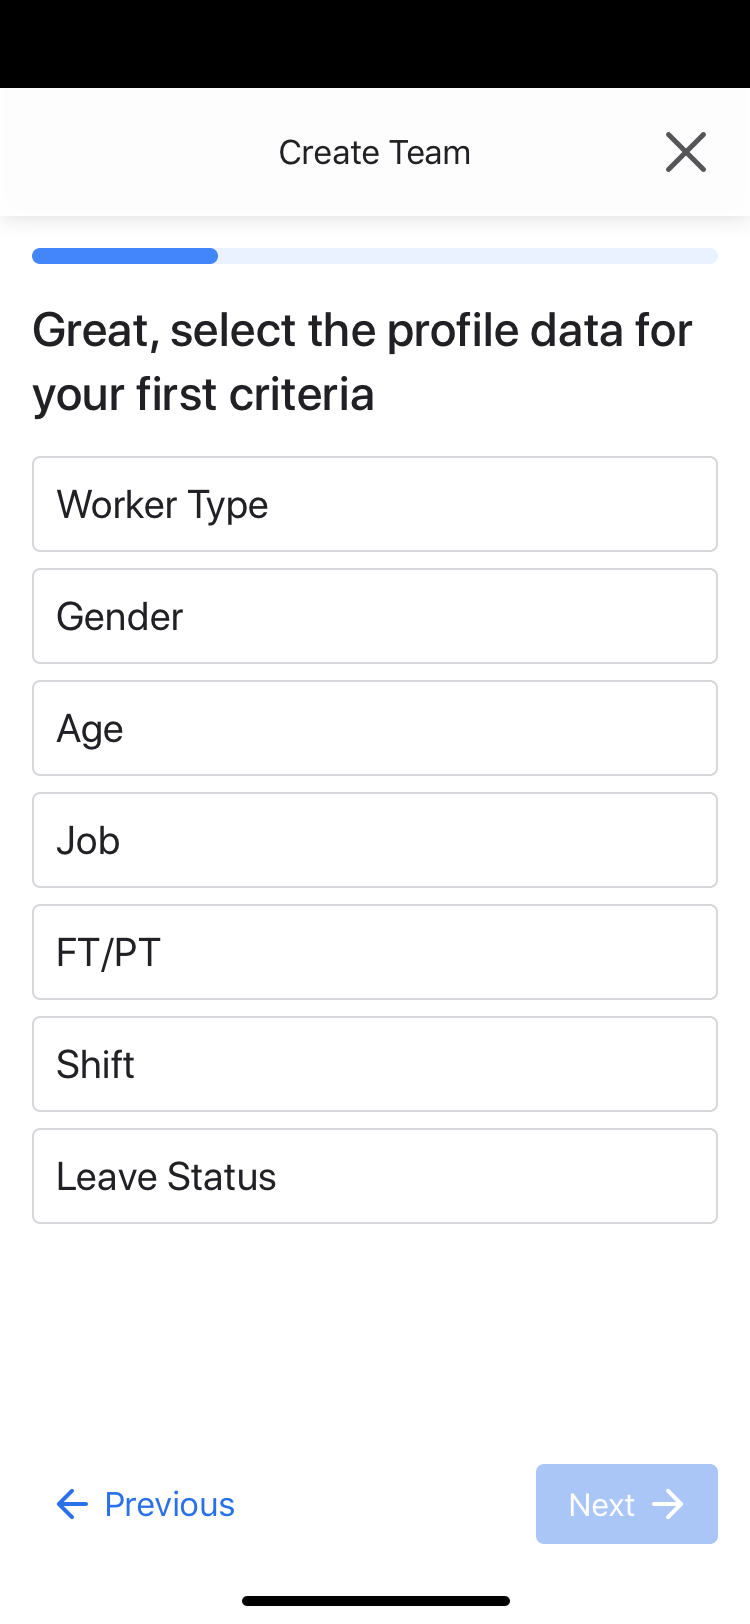 Create Team
Great, select the profile data for
your first criteria
Worker Type
Gender
Age
Job
FT/PT
Shift
Leave Status
Previous
Next